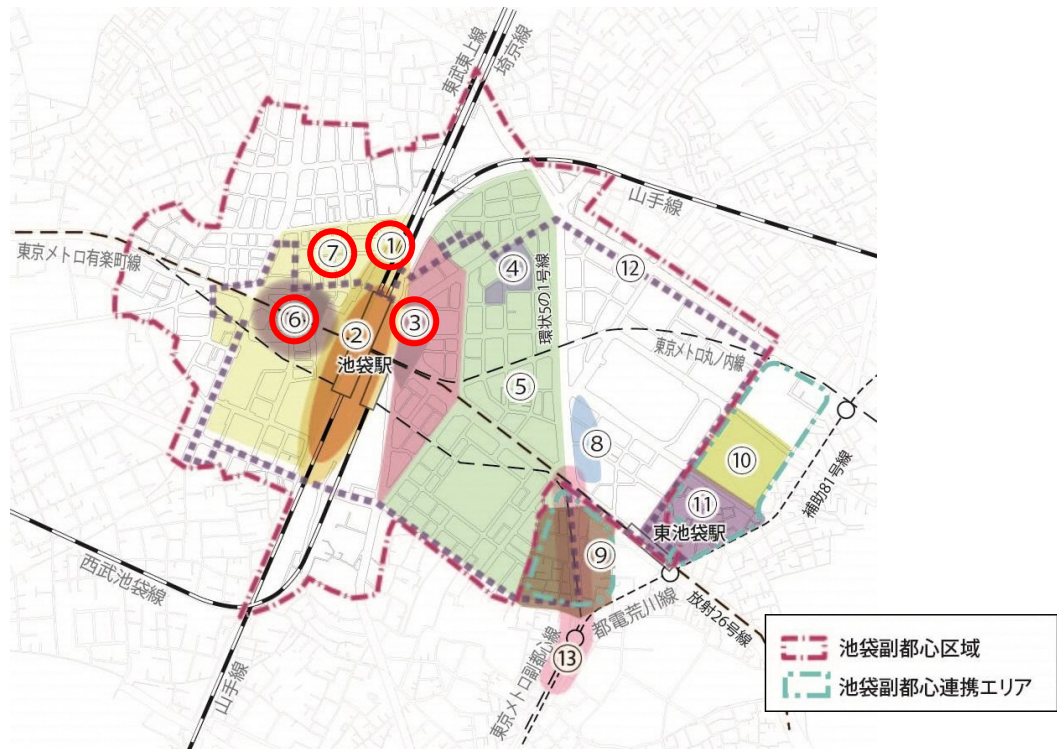 東武東上線
埼京線
山手線
東京メトロ有楽町線
⑦
①
④
⑫
環状5の1号線
⑥
②
③
池袋駅
東京メトロ丸ノ内線
⑤
⑧
⑩
補助81号線
⑪
東池袋駅
⑨
西武池袋線
放射26号線
都電荒川線
⑬
東京メトロ副都心線
山手線
池袋副都心区域
池袋副都心連携エリア